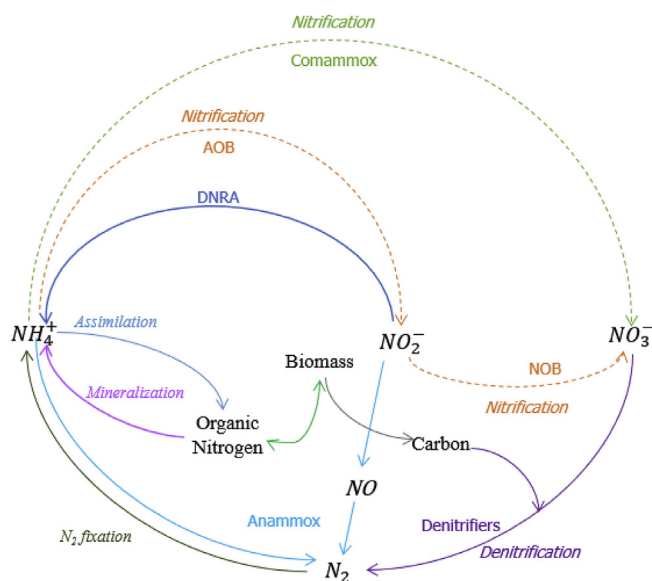 Nitrification
Comammox
Nitrification
AOB
DNRA
NH₄⁺
Assimilation
NO₂⁻
NO₃⁻
Biomass
NOB
Mineralization
Nitrification
Organic
Nitrogen
Carbon
NO
Anammox
Denitrifiers
N₂ fixation
Denitrification
N₂